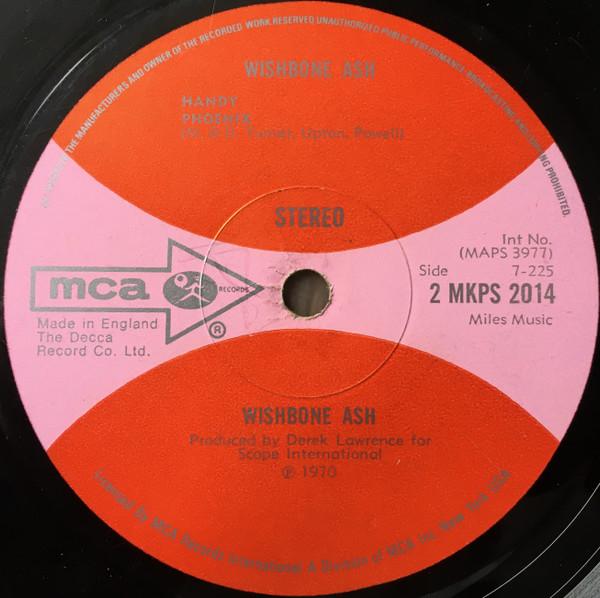 THE MANUFACTURERS AND OWNER OF THE RECORDED WORK RESERVED UNAUTHORIZED PUBLIC PERFORMANCE BROADCASTING AND COPYING PROHIBITED.
WISHBONE ASH
HANDY
PHOENIX
(M. & G. Turner, Upton, Powell)
STEREO
Int No.
(MAPS 3977)
Side 7-225
2 MKPS 2014
Miles Music
mca RECORDS
®
Made in England
The Decca
Record Co. Ltd.
WISHBONE ASH
Produced by Derek Lawrence for
Scope International
℗ 1970
Licensed by MCA Records International A Division of MCA Inc. New York USA